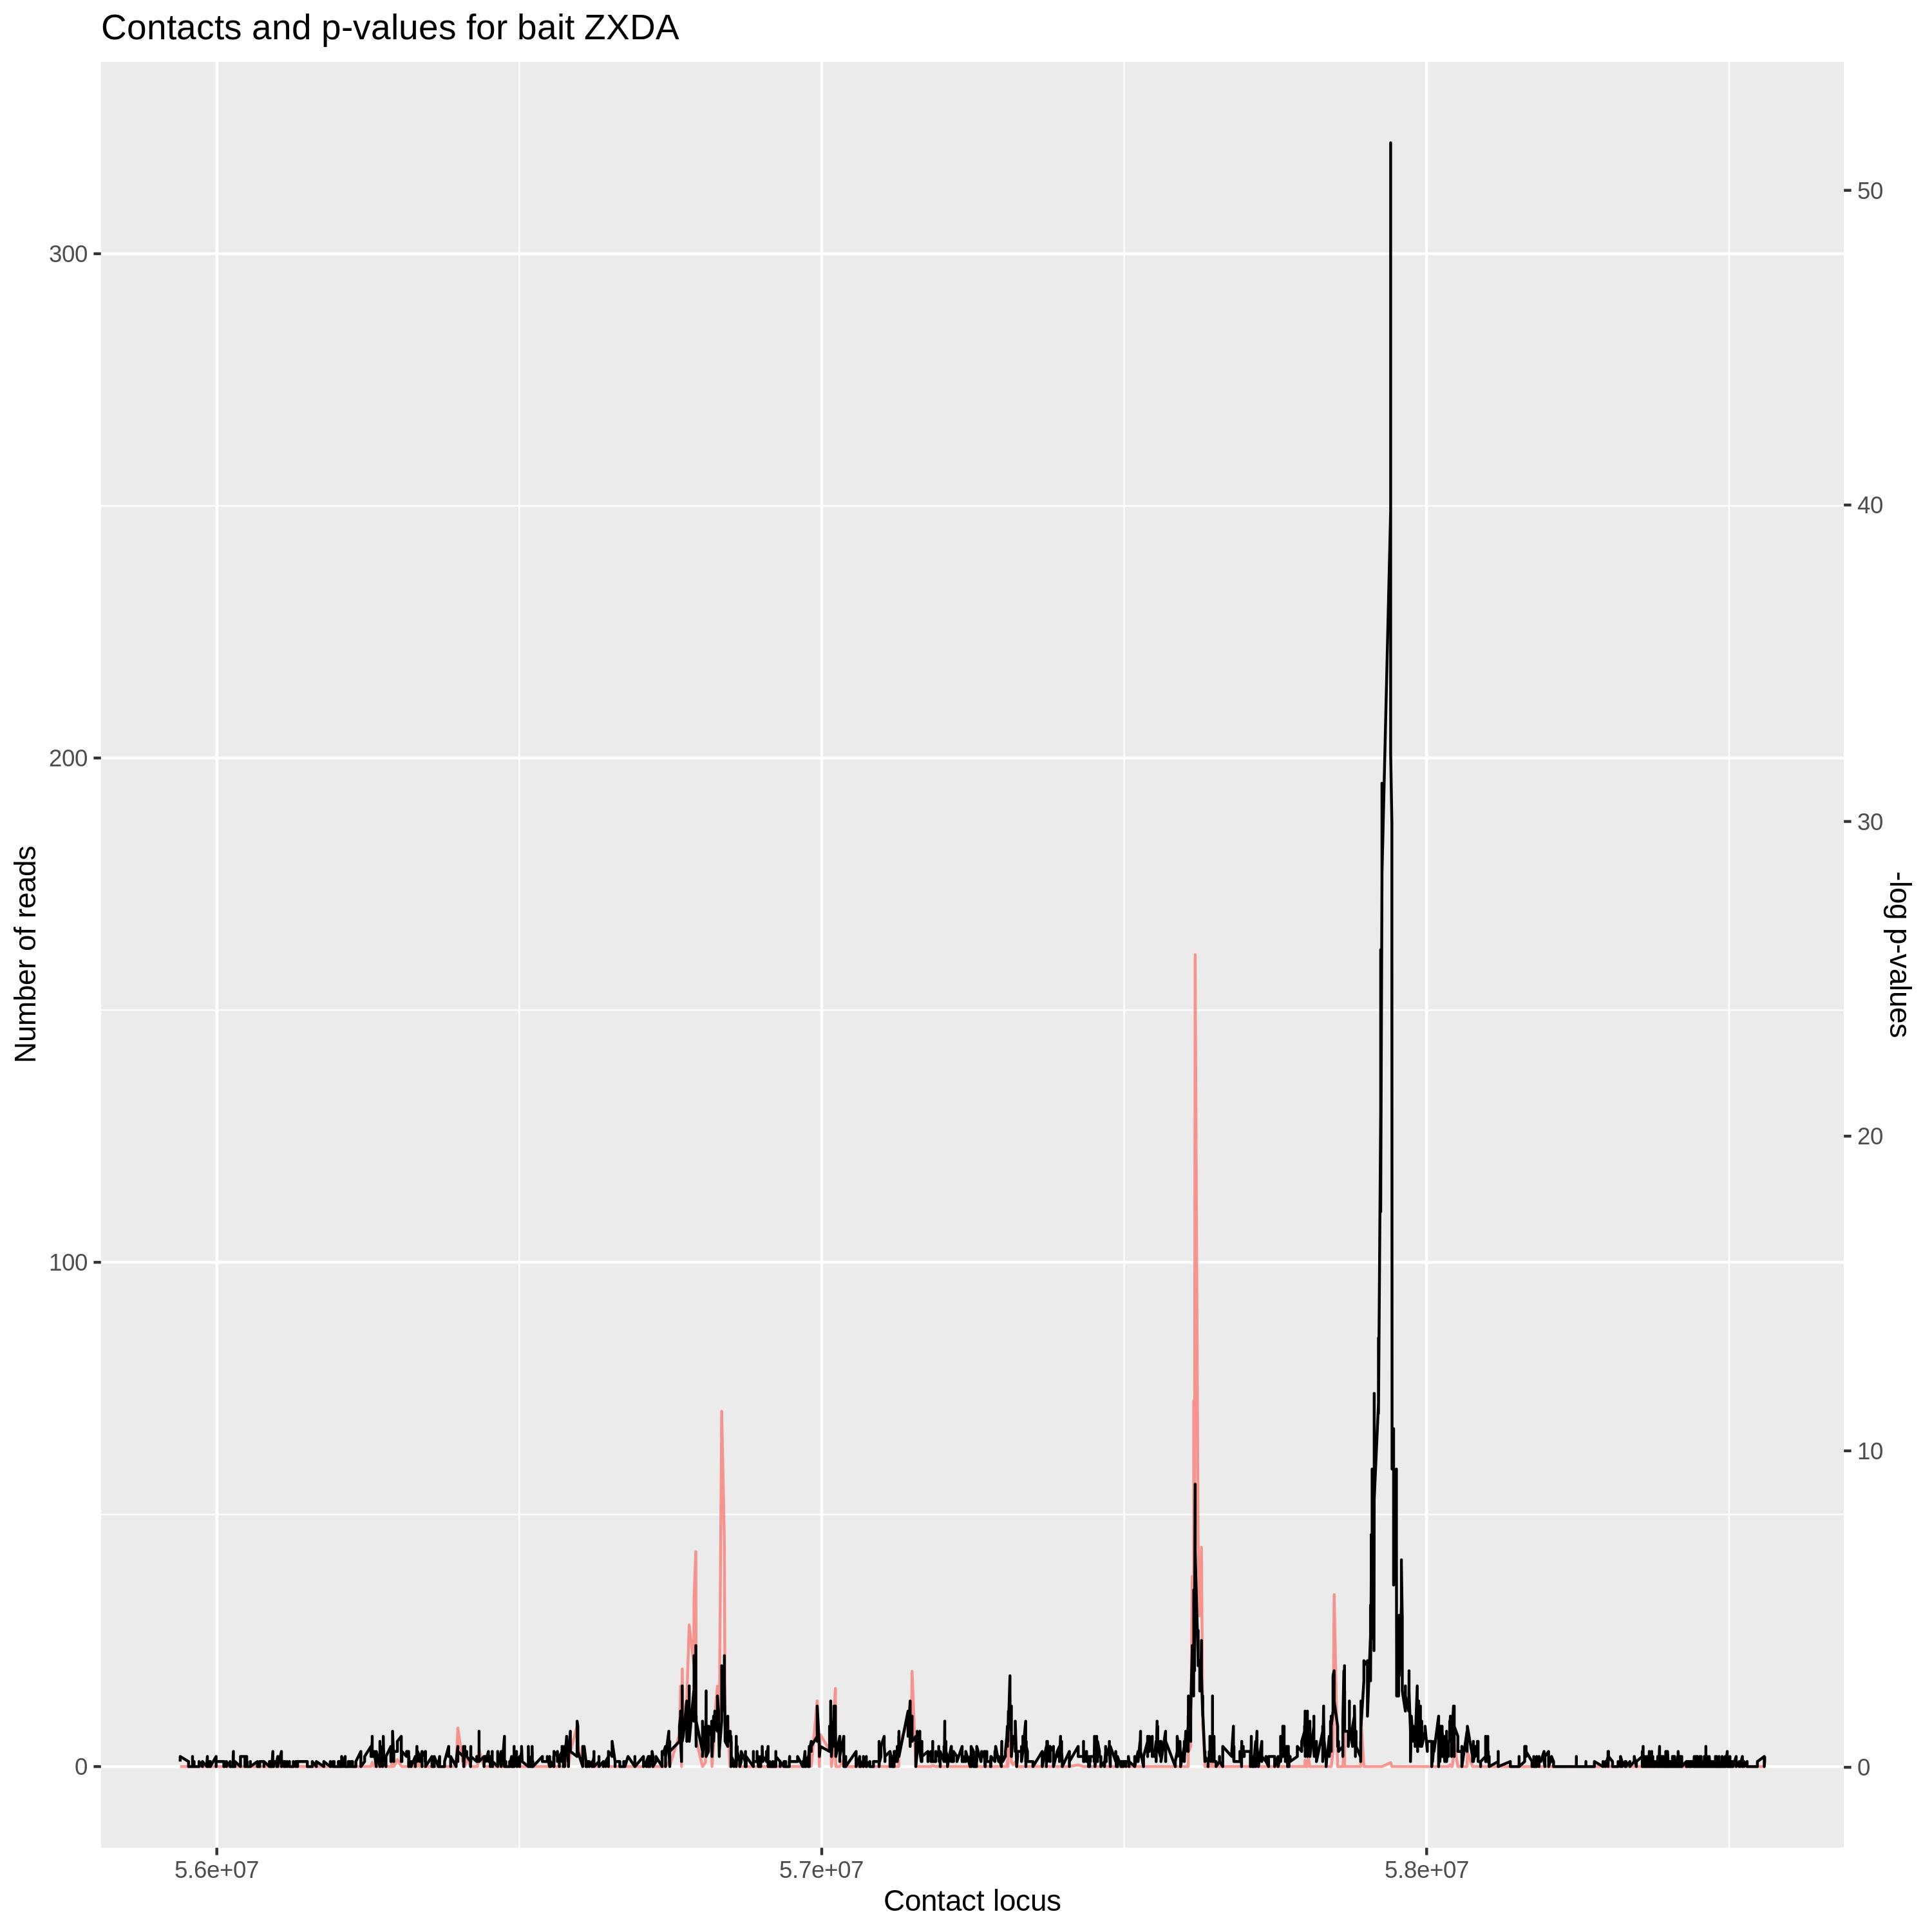 Contacts and p-values for bait ZXDA
Number of reads
300
200
100
0
50
40
30
20
10
0
-log p-values
5.6e+07
5.7e+07
5.8e+07
Contact locus